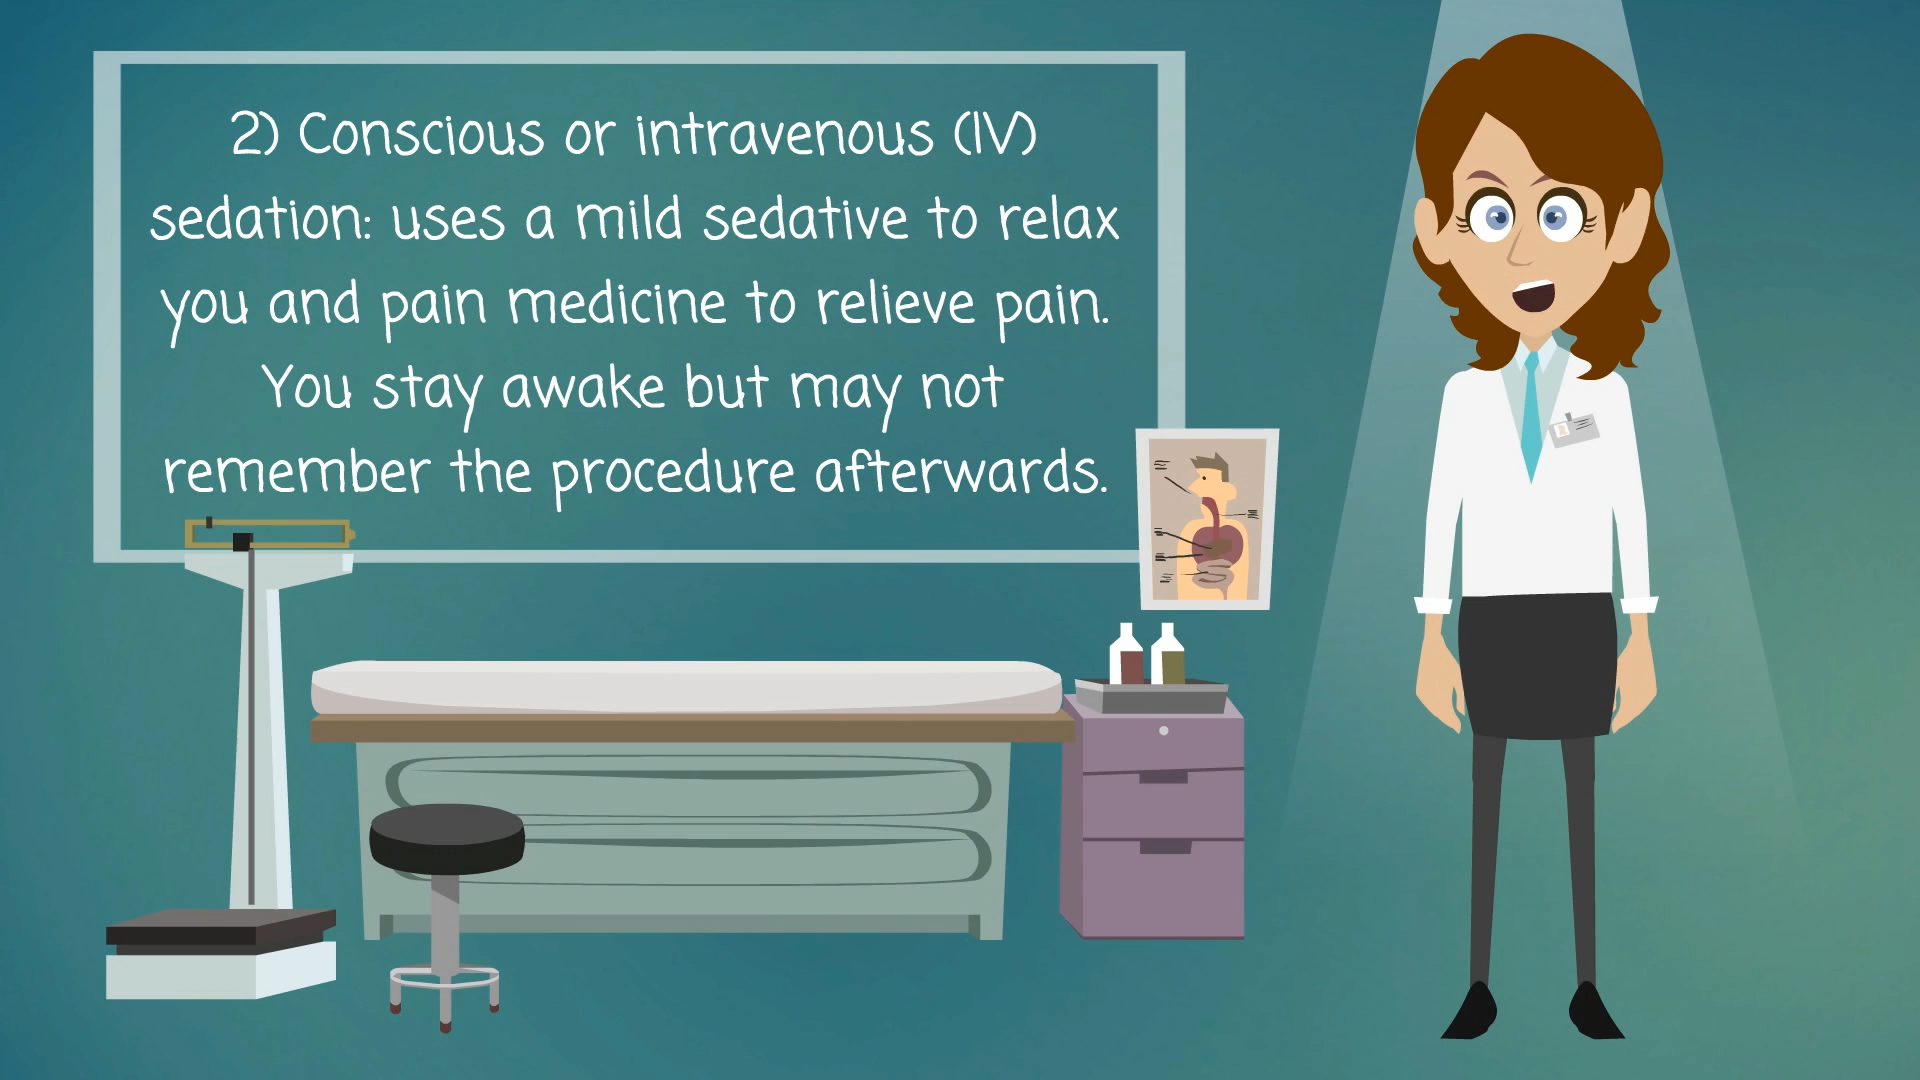 2) Conscious or intravenous (IV)
sedation: uses a mild sedative to relax
you and pain medicine to relieve pain.
You stay awake but may not
remember the procedure afterwards.